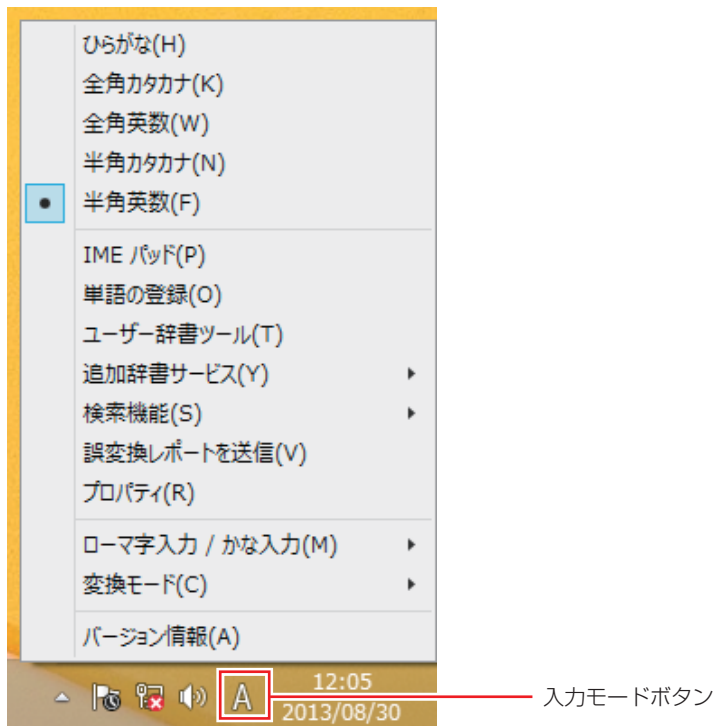 ひらがな(H)
全角カタカナ(K)
全角英数(W)
半角カタカナ(N)
半角英数(F)
IME パッド(P)
単語の登録(O)
ユーザー辞書ツール(T)
追加辞書サービス(Y)
検索機能(S)
誤変換レポートを送信(V)
プロパティ(R)
ローマ字入力 / かな入力(M)
変換モード(C)
バージョン情報(A)
A
12:05
2013/08/30
入力モードボタン